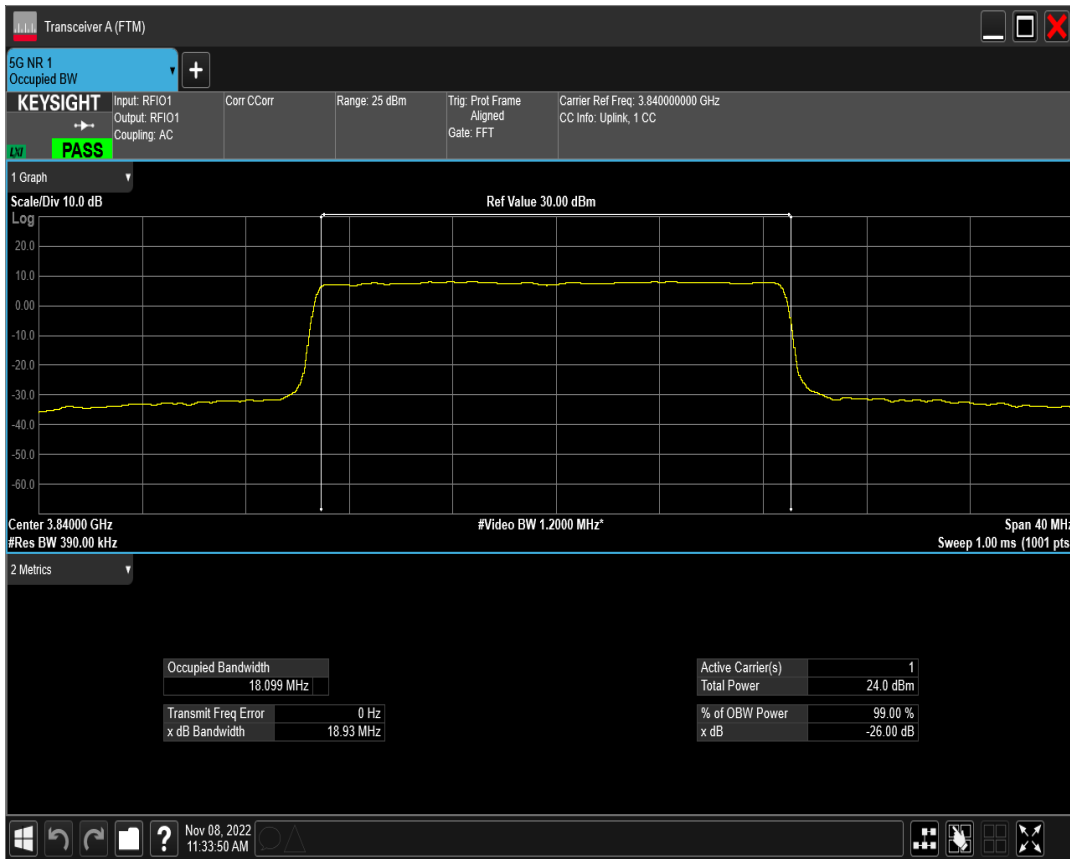 Transceiver A (FTM)
5G NR 1
Occupied BW
+
KEYSIGHT
LXI
PASS
Input: RFIO1
Output: RFIO1
Coupling: AC
Corr CCorr
Range: 25 dBm
Trig: Prot Frame
Aligned
Gate: FFT
Carrier Ref Freq: 3.840000000 GHz
CC Info: Uplink, 1 CC
1 Graph
Scale/Div 10.0 dB
Ref Value 30.00 dBm
Log
20.0
10.0
0.00
-10.0
-20.0
-30.0
-40.0
-50.0
-60.0
Center 3.84000 GHz
#Video BW 1.2000 MHz*
Span 40 MHz
#Res BW 390.00 kHz
Sweep 1.00 ms (1001 pts
2 Metrics
Occupied Bandwidth
18.099 MHz
Transmit Freq Error 0 Hz
x dB Bandwidth 18.93 MHz
Active Carrier(s) 1
Total Power 24.0 dBm
% of OBW Power 99.00 %
x dB -26.00 dB
?
Nov 08, 2022
11:33:50 AM